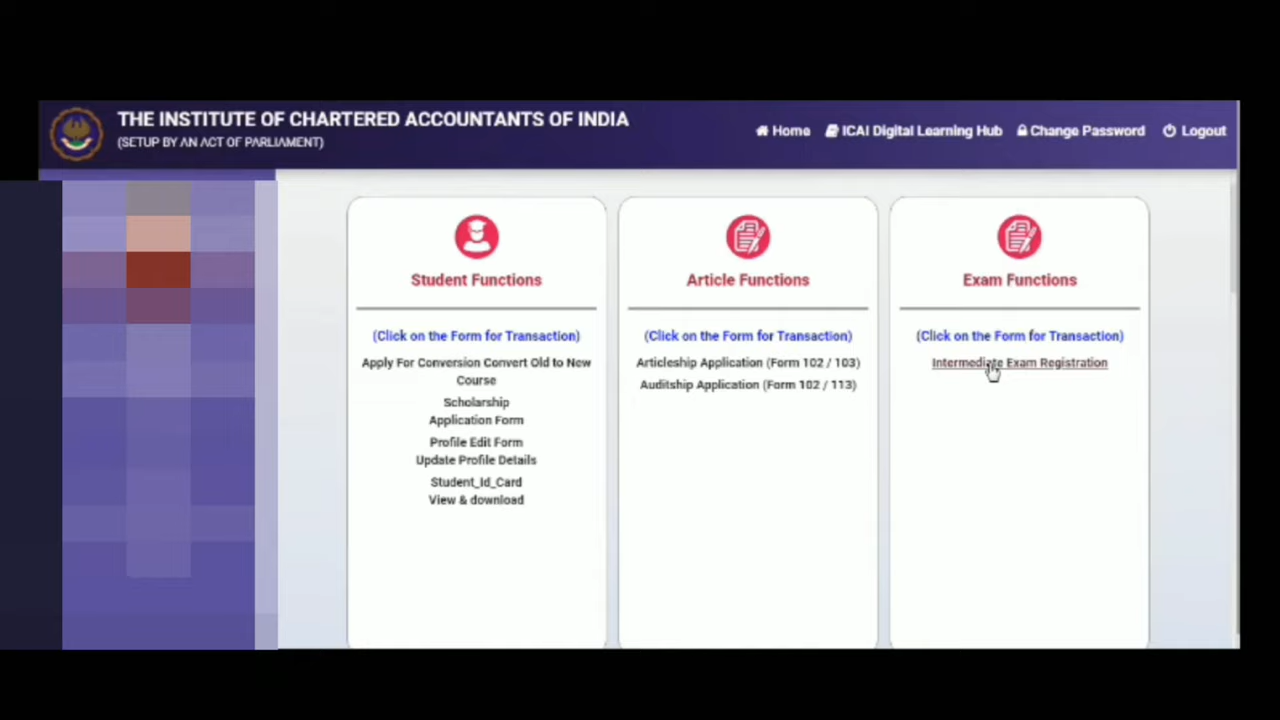 THE INSTITUTE OF CHARTERED ACCOUNTANTS OF INDIA
(SETUP BY AN ACT OF PARLIAMENT)
Home
ICAI Digital Learning Hub
Change Password
Logout
Student Functions
(Click on the Form for Transaction)
Apply For Conversion Convert Old to New
Course
Scholarship
Application Form
Profile Edit Form
Update Profile Details
Student_Id_Card
View & download
Article Functions
(Click on the Form for Transaction)
Articleship Application (Form 102 / 103)
Auditship Application (Form 102 / 113)
Exam Functions
(Click on the Form for Transaction)
Intermediate Exam Registration